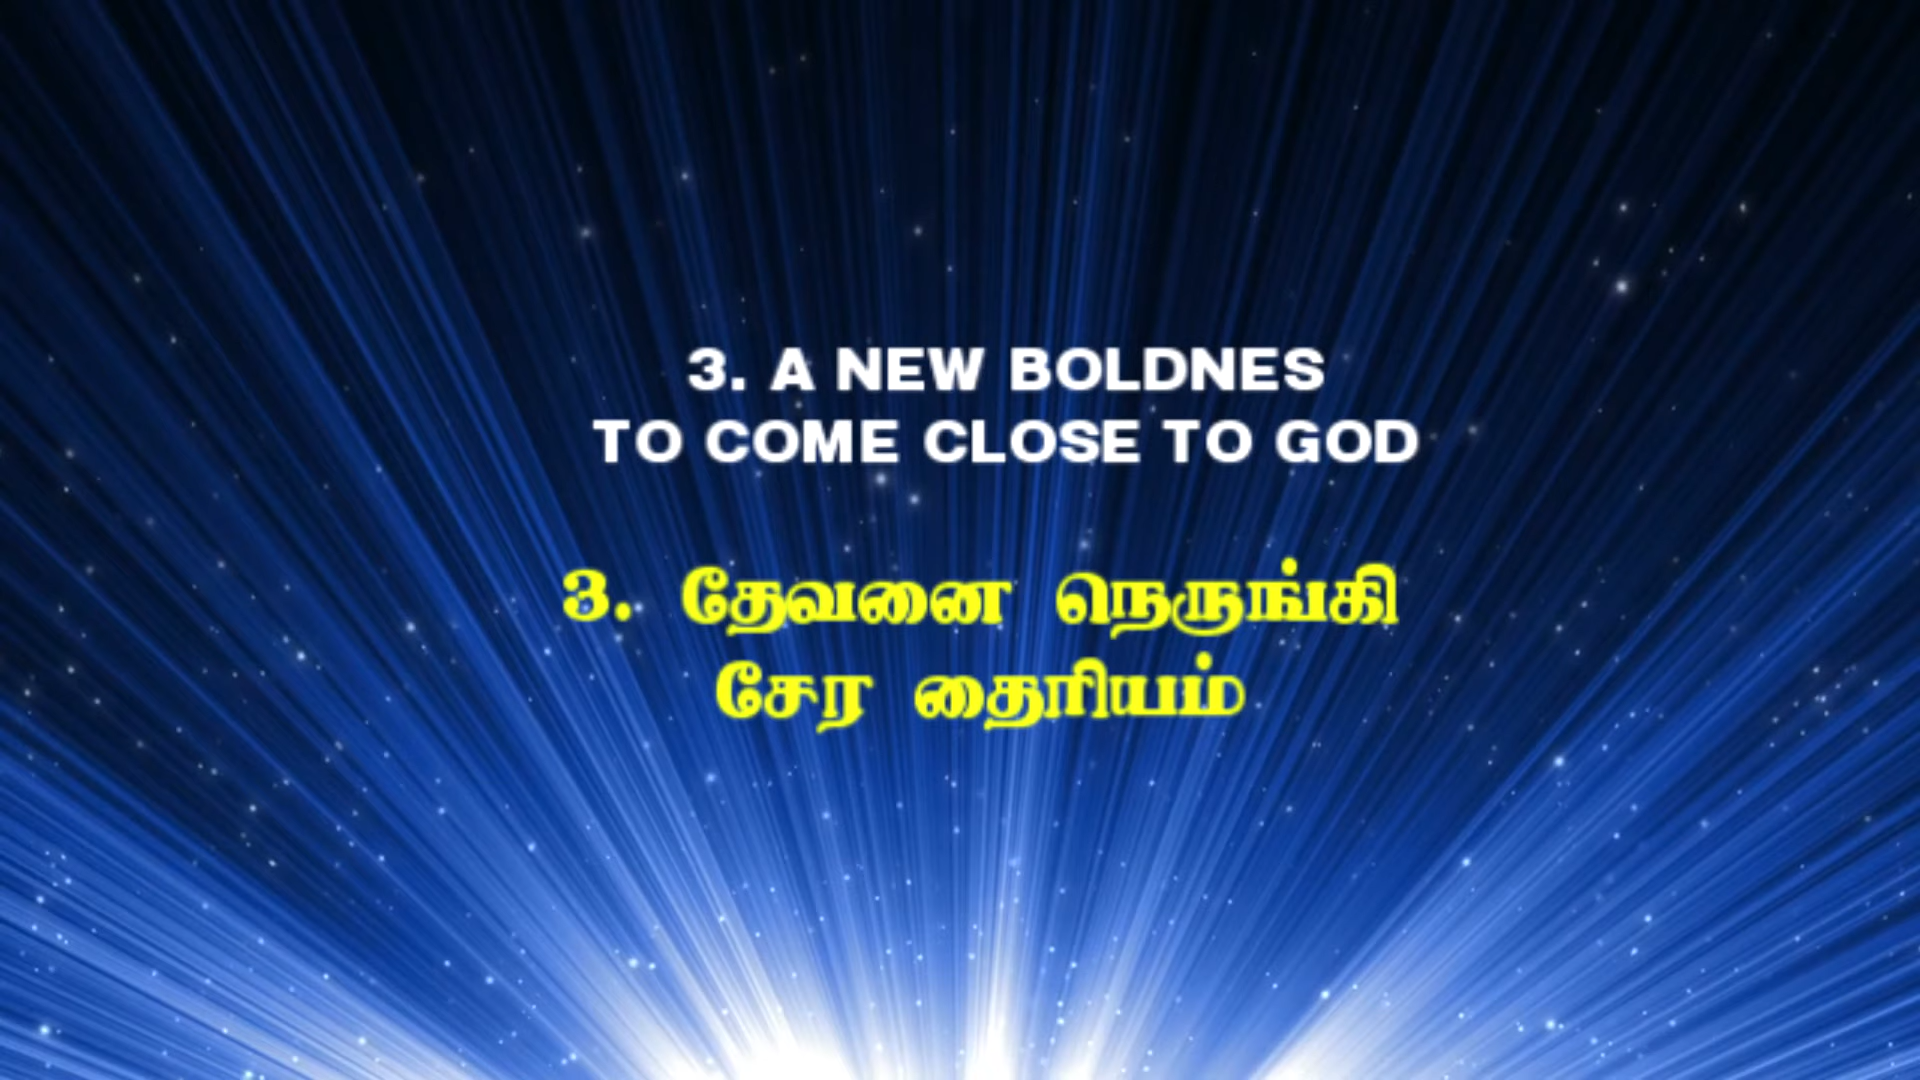 3. A NEW BOLDNES
TO COME CLOSE TO GOD
3. தேவனை நெருங்கி
சேர தைரியம்